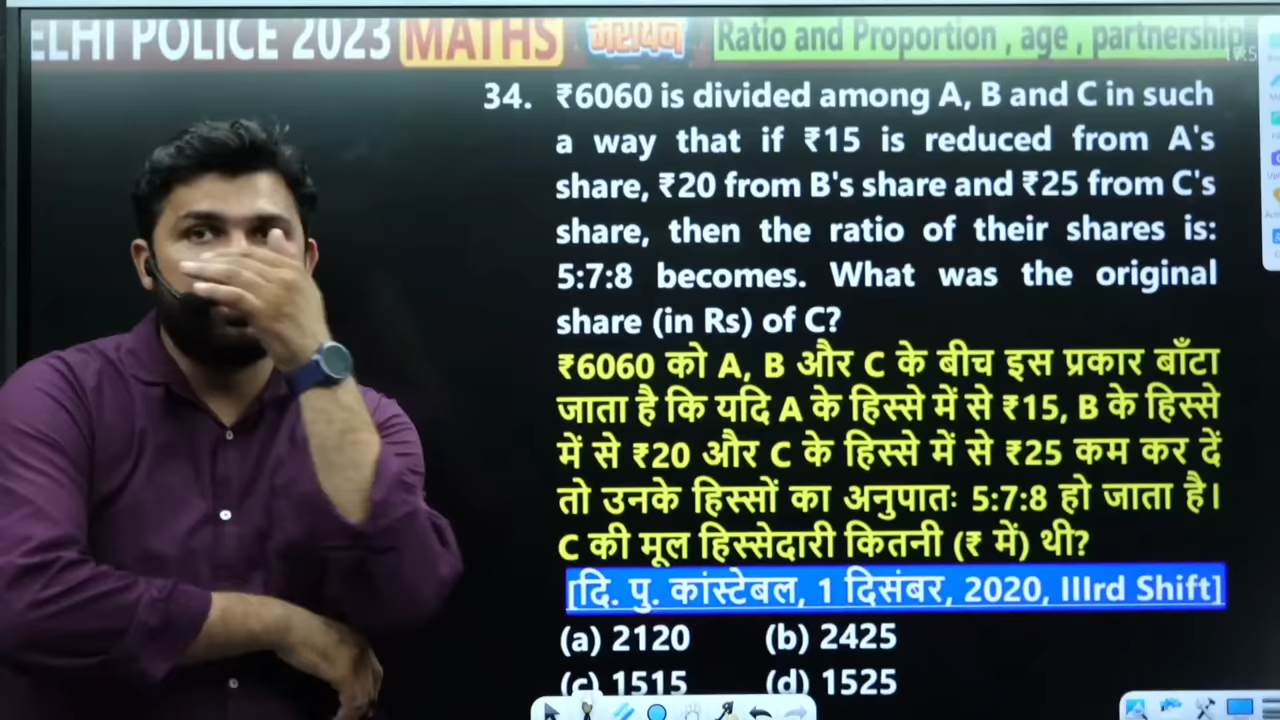 ELHI POLICE 2023 MATHS मैराथन Ratio and Proportion , age , partnership
34. ₹6060 is divided among A, B and C in such
a way that if ₹15 is reduced from A's
share, ₹20 from B's share and ₹25 from C's
share, then the ratio of their shares is:
5:7:8 becomes. What was the original
share (in Rs) of C?
₹6060 को A, B और C के बीच इस प्रकार बाँटा
जाता है कि यदि A के हिस्से में से ₹15, B के हिस्से
में से ₹20 और C के हिस्से में से ₹25 कम कर दें
तो उनके हिस्सों का अनुपातः 5:7:8 हो जाता है।
C की मूल हिस्सेदारी कितनी (₹ में) थी?
[दि. पु. कांस्टेबल, 1 दिसंबर, 2020, IIIrd Shift]
(a) 2120 (b) 2425
(c) 1515 (d) 1525